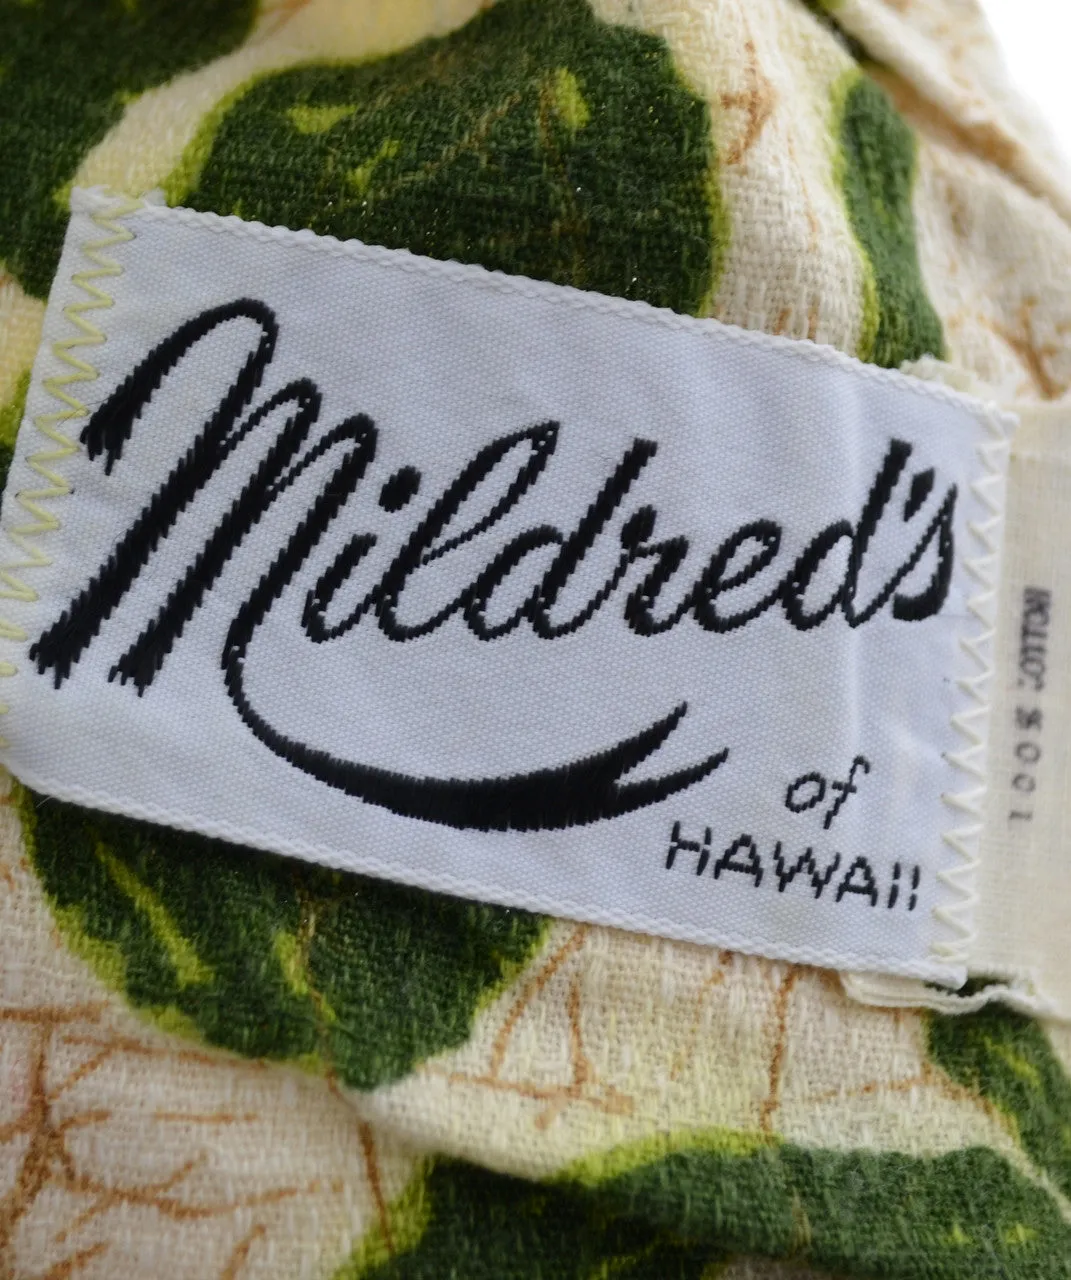 Mildred's
of
HAWAII
100% COTTON